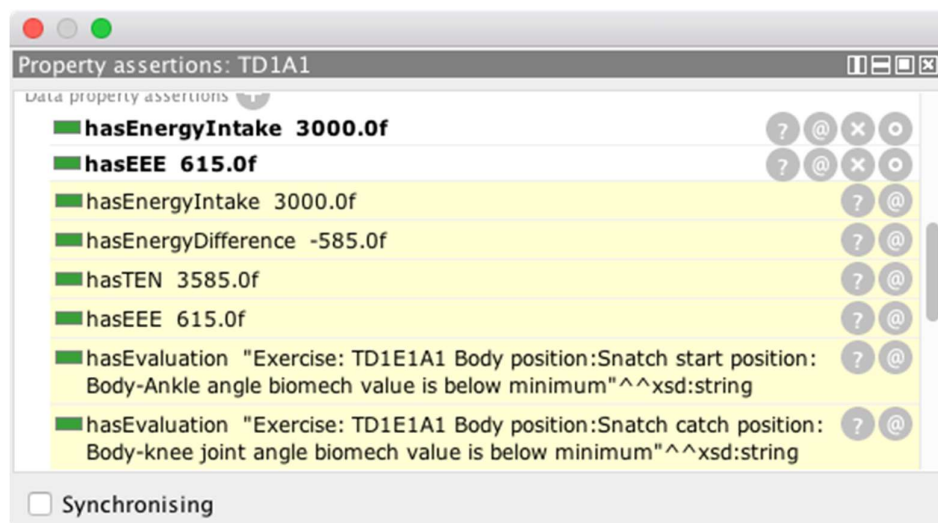 Property assertions: TD1A1
Data property assertions
hasEnergyIntake 3000.0f
hasEEE 615.0f
hasEnergyIntake 3000.0f
hasEnergyDifference -585.0f
hasTEN 3585.0f
hasEEE 615.0f
hasEvaluation "Exercise: TD1E1A1 Body position:Snatch start position:
Body-Ankle angle biomech value is below minimum"^^xsd:string
hasEvaluation "Exercise: TD1E1A1 Body position:Snatch catch position:
Body-knee joint angle biomech value is below minimum"^^xsd:string
Synchronising